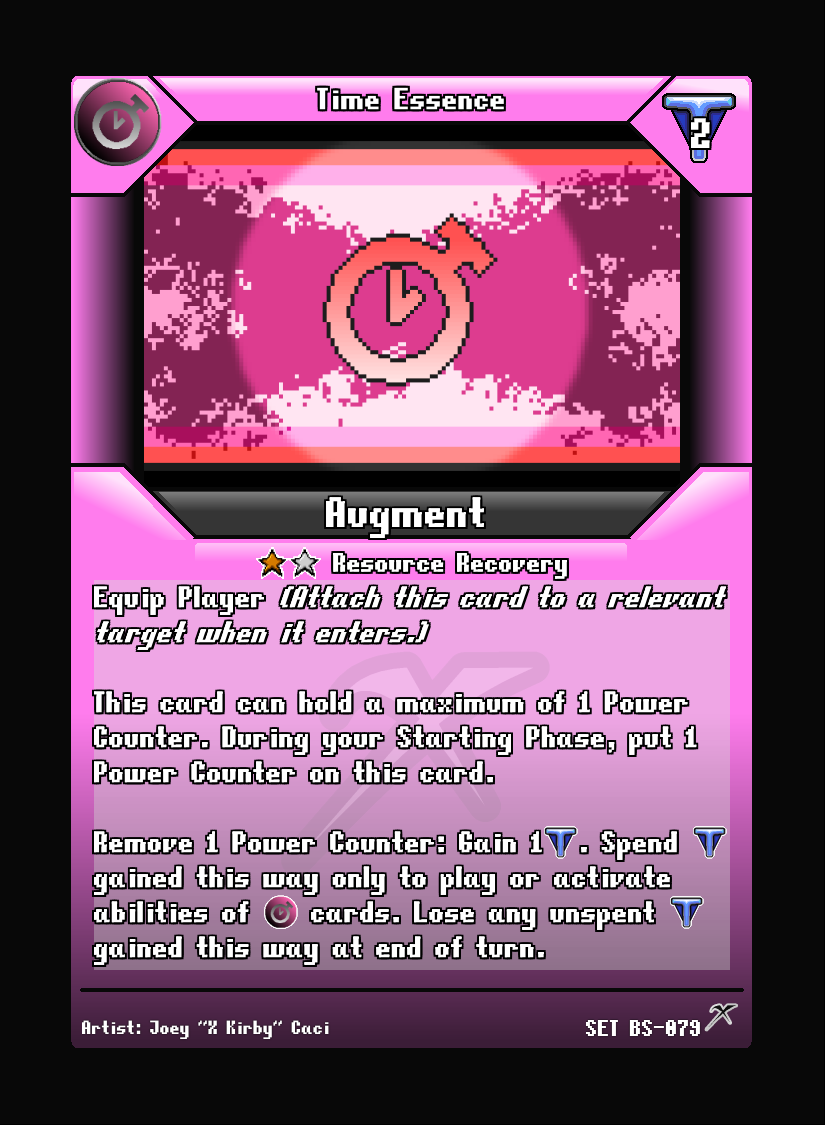 Time Essence
2
Augment
Resource Recovery
Equip Player (Attach this card to a relevant
target when it enters.)
This card can hold a maximum of 1 Power
Counter. During your Starting Phase, put 1
Power Counter on this card.
Remove 1 Power Counter: Gain 1. Spend
gained this way only to play or activate
abilities of cards. Lose any unspent
gained this way at end of turn.
Artist: Joey "X Kirby" Caci
SET BS-079